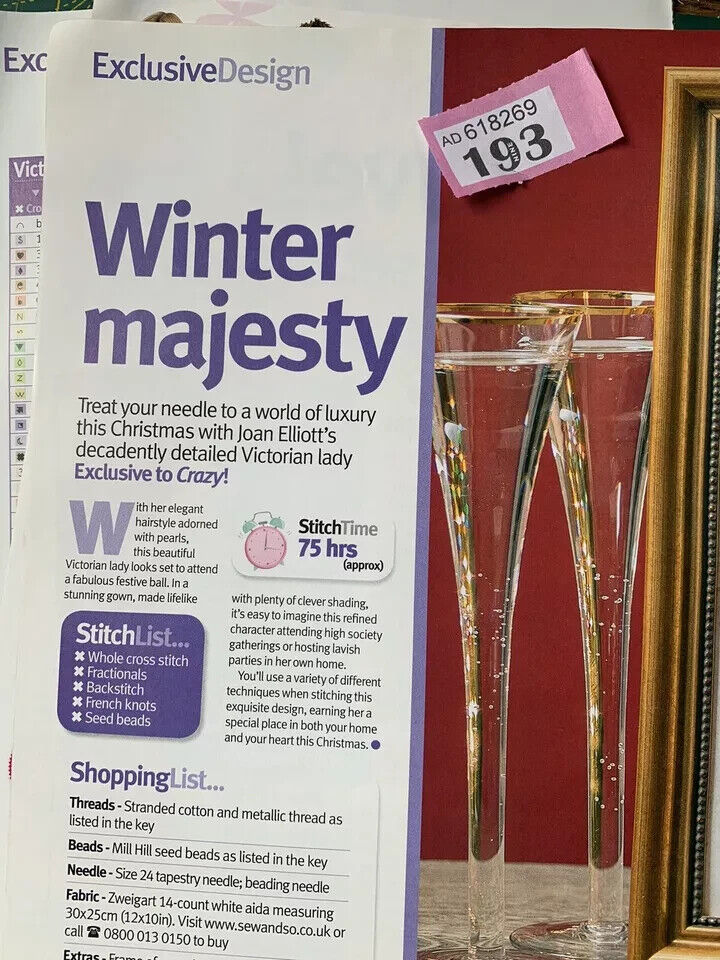 Exc
ExclusiveDesign
AD 618269
193
NINE
Vict
Cro
Winter
majesty
Treat your needle to a world of luxury
this Christmas with Joan Elliott's
decadently detailed Victorian lady
Exclusive to Crazy!
With her elegant
hairstyle adorned
with pearls,
this beautiful
Victorian lady looks set to attend
a fabulous festive ball. In a
stunning gown, made lifelike
StitchTime
75 hrs
(approx)
with plenty of clever shading,
it's easy to imagine this refined
character attending high society
gatherings or hosting lavish
parties in her own home.
You'll use a variety of different
techniques when stitching this
exquisite design, earning her a
special place in both your home
and your heart this Christmas.
StitchList...
✖ Whole cross stitch
✖ Fractionals
✖ Backstitch
✖ French knots
✖ Seed beads
ShoppingList...
Threads - Stranded cotton and metallic thread as
listed in the key
Beads - Mill Hill seed beads as listed in the key
Needle - Size 24 tapestry needle; beading needle
Fabric - Zweigart 14-count white aida measuring
30x25cm (12x10in). Visit www.sewandso.co.uk or
call ☎ 0800 013 0150 to buy
Extras - Frame of